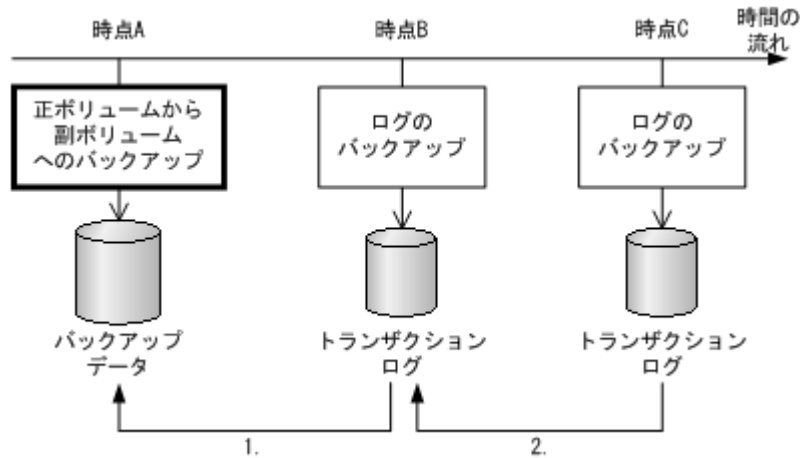 時点A
時点B
時点C
時間の
流れ
正ボリュームから
副ボリューム
へのバックアップ
ログの
バックアップ
ログの
バックアップ
バックアップ
データ
トランザクション
ログ
トランザクション
ログ
1.
2.